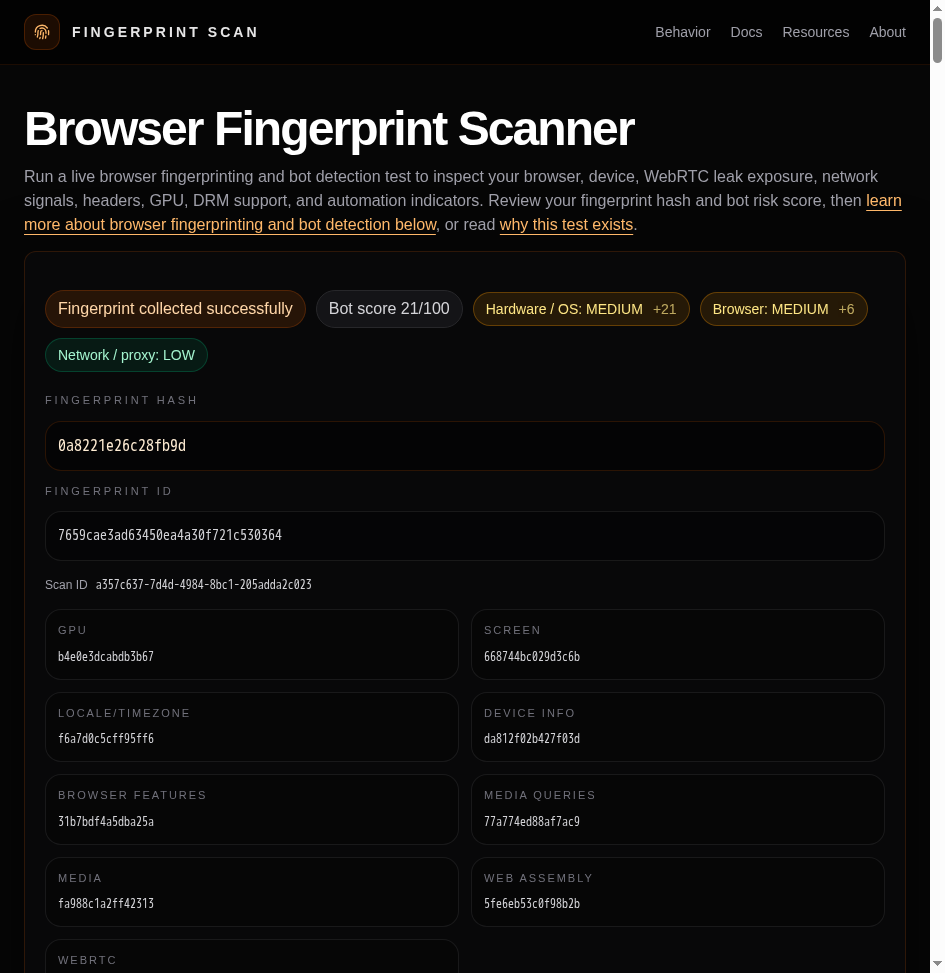 FINGERPRINT SCAN
Behavior Docs Resources About
Browser Fingerprint Scanner
Run a live browser fingerprinting and bot detection test to inspect your browser, device, WebRTC leak exposure, network
signals, headers, GPU, DRM support, and automation indicators. Review your fingerprint hash and bot risk score, then learn
more about browser fingerprinting and bot detection below, or read why this test exists.
Fingerprint collected successfully Bot score 21/100 Hardware / OS: MEDIUM +21 Browser: MEDIUM +6
Network / proxy: LOW
FINGERPRINT HASH
0a8221e26c28fb9d
FINGERPRINT ID
7659cae3ad63450ea4a30f721c530364
Scan ID a357c637-7d4d-4984-8bc1-205adda2c023
GPU SCREEN
b4e0e3dcabdb3b67 668744bc029d3c6b
LOCALE/TIMEZONE DEVICE INFO
f6a7d0c5cff95ff6 da812f02b427f03d
BROWSER FEATURES MEDIA QUERIES
31b7bdf4a5dba25a 77a774ed88af7ac9
MEDIA WEB ASSEMBLY
fa988c1a2ff42313 5fe6eb53c0f98b2b
WEBRTC